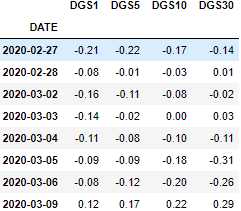 DGS1 DGS5 DGS10 DGS30
DATE
2020-02-27 -0.21 -0.22 -0.17 -0.14
2020-02-28 -0.08 -0.01 -0.03 0.01
2020-03-02 -0.16 -0.11 -0.08 -0.02
2020-03-03 -0.14 -0.02 0.00 0.03
2020-03-04 -0.11 -0.08 -0.10 -0.11
2020-03-05 -0.09 -0.09 -0.18 -0.31
2020-03-06 -0.08 -0.12 -0.20 -0.26
2020-03-09 0.12 0.17 0.22 0.29